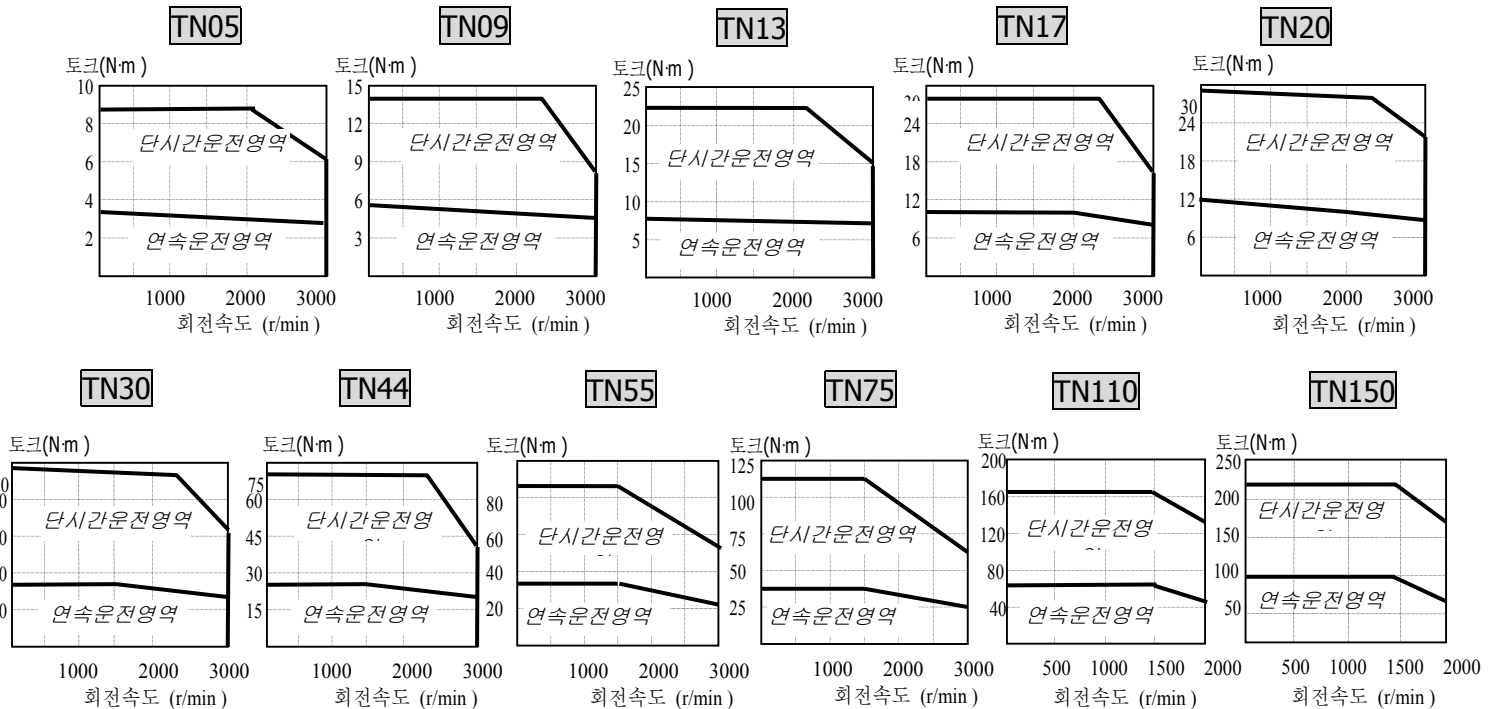 TN05 TN09 TN13 TN17 TN20
토크(N·m ) 토크(N·m ) 토크(N·m ) 토크(N·m ) 토크(N·m )
10 15 25
8 12 20 24 30 24
단시간운전영역 단시간운전영역 단시간운전영역 단시간운전영역 단시간운전영역
6 9 15 18 18
4 6 10 12 12
2 3 5 6 6
연속운전영역 연속운전영역 연속운전영역 연속운전영역 연속운전영역
1000 2000 3000 1000 2000 3000 1000 2000 3000 1000 2000 3000 1000 2000 3000
회전속도 (r/min ) 회전속도 (r/min ) 회전속도 (r/min ) 회전속도 (r/min ) 회전속도 (r/min )
TN30 TN44 TN55 TN75 TN110 TN150
토크(N·m ) 토크(N·m ) 토크(N·m ) 토크(N·m ) 토크(N·m ) 토크(N·m )
75 125 200 250
60 80 100 160 200
단시간운전영역 단시간운전영 단시간운전영 단시간운전영역 단시간운전영 단시간운전영
45 60 75 120 150
30 40 50 80 100
15 20 25 40 50
연속운전영역 연속운전영역 연속운전영역 연속운전영역 연속운전영역 연속운전영역
1000 2000 3000 1000 2000 3000 1000 2000 3000 1000 2000 3000 500 1000 1500 2000 500 1000 1500 2000
회전속도 (r/min ) 회전속도 (r/min ) 회전속도 (r/min ) 회전속도 (r/min ) 회전속도 (r/min ) 회전속도 (r/min )